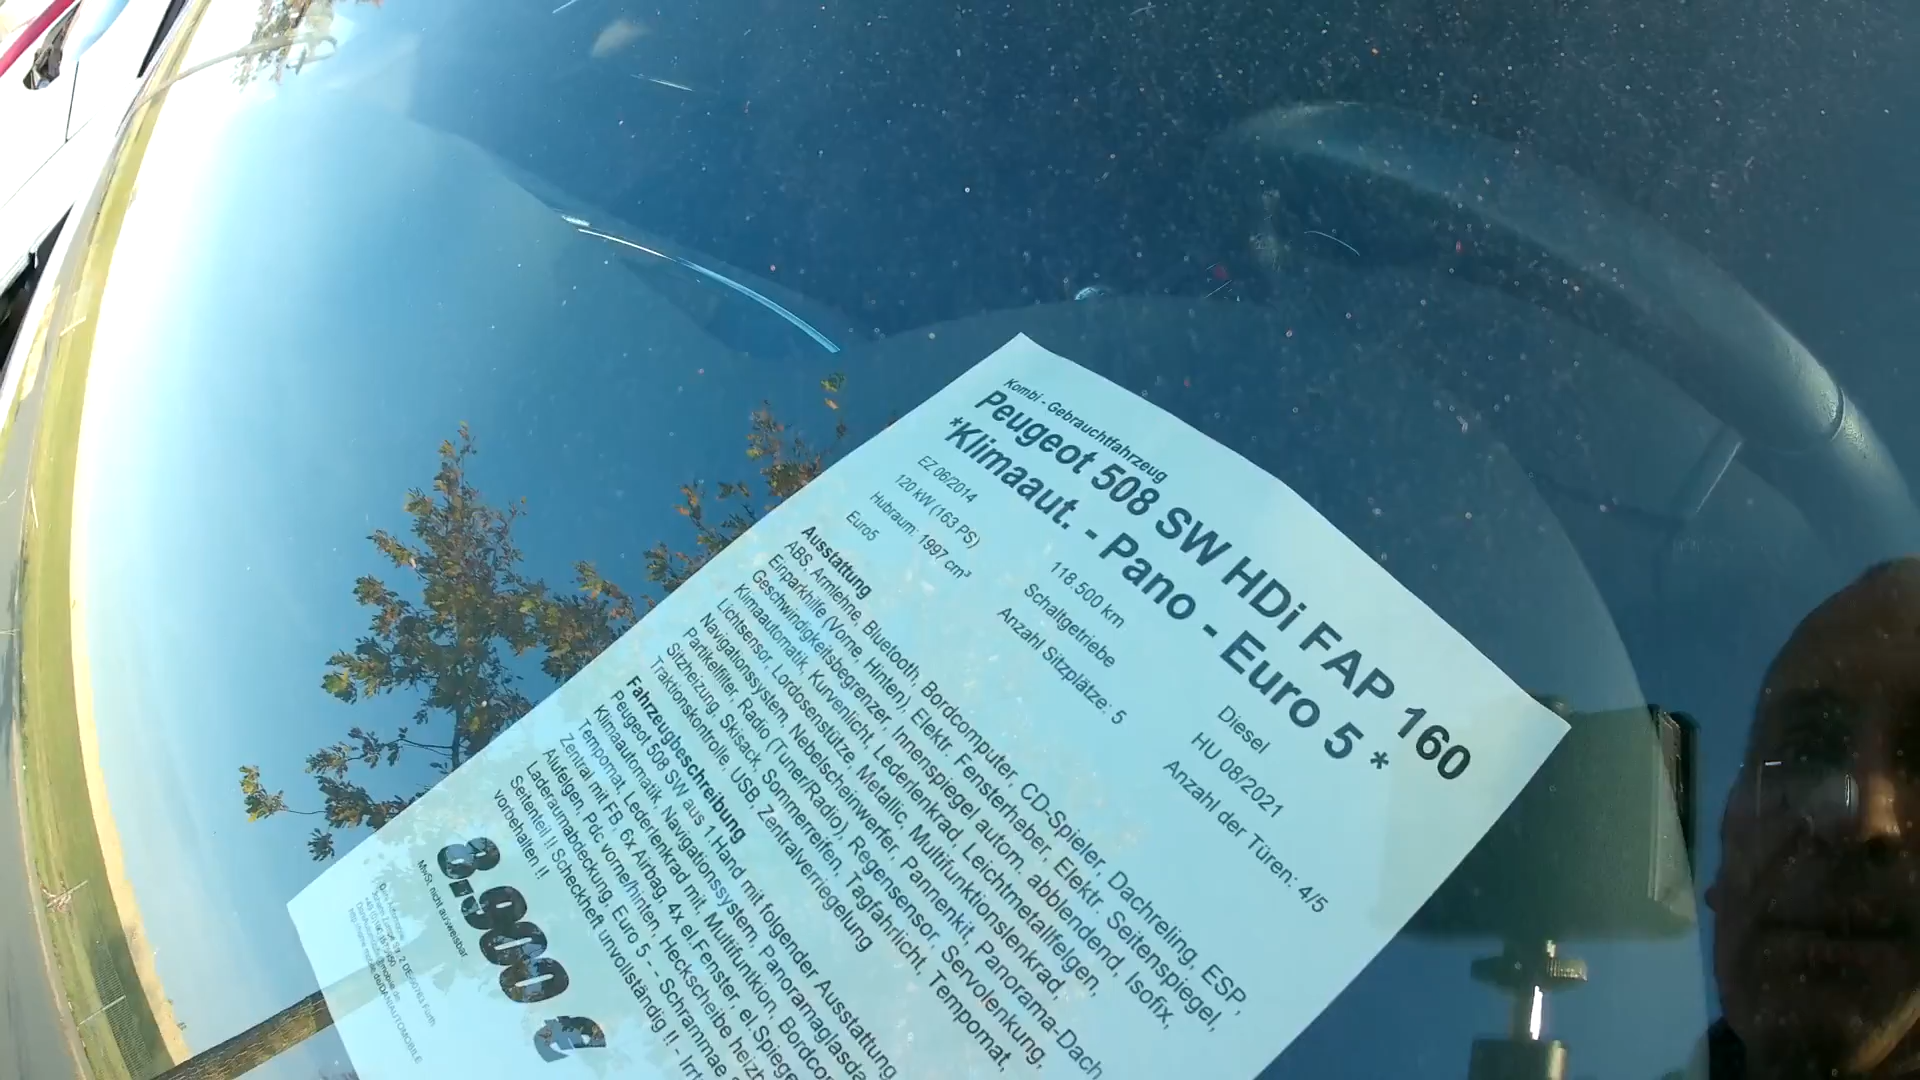 Kombi - Gebrauchtfahrzeug
Peugeot 508 SW HDi FAP 160
*Klimaaut. - Pano - Euro 5 *
EZ 06/2014
118.500 km
Diesel
120 kW (163 PS)
Schaltgetriebe
HU 08/2021
Hubraum: 1997 cm³
Anzahl Sitzplätze: 5
Anzahl der Türen: 4/5
Euro5
Ausstattung
ABS, Armlehne, Bluetooth, Bordcomputer, CD-Spieler, Dachreling, ESP,
Einparkhilfe (Vorne, Hinten), Elektr. Fensterheber, Elektr. Seitenspiegel,
Geschwindigkeitsbegrenzer, Innenspiegel autom. abblendend, Isofix,
Klimaautomatik, Kurvenlicht, Lederlenkrad, Leichtmetallfelgen,
Lichtsensor, Lordosenstütze, Metallic, Multifunktionslenkrad,
Navigationssystem, Nebelscheinwerfer, Pannenkit, Panorama-Dach
Partikelfilter, Radio (Tuner/Radio), Regensensor, Servolenkung,
Sitzheizung, Skisack, Sommerreifen, Tagfahrlicht, Tempomat,
Traktionskontrolle, USB, Zentralverriegelung
Fahrzeugbeschreibung
Peugeot 508 SW aus 1.Hand mit folgender Ausstattung
Klimaautomatik, Navigationssystem, Panoramaglasda
Tempomat, Lederlenkrad mit, Multifunktion, Bordco
Zentral mit FB, 6x Airbag, 4x el.Fenster, el.Spiege
Alufelgen, Pdc vorne/hinten, Heckscheibe heizb
Laderaumabdeckung, Euro 5 - - Schrammae
Seitenteil !! Scheckheft unvollständig !! - Irrt
vorbehalten !!
8.900 €
MwSt. nicht ausweisbar